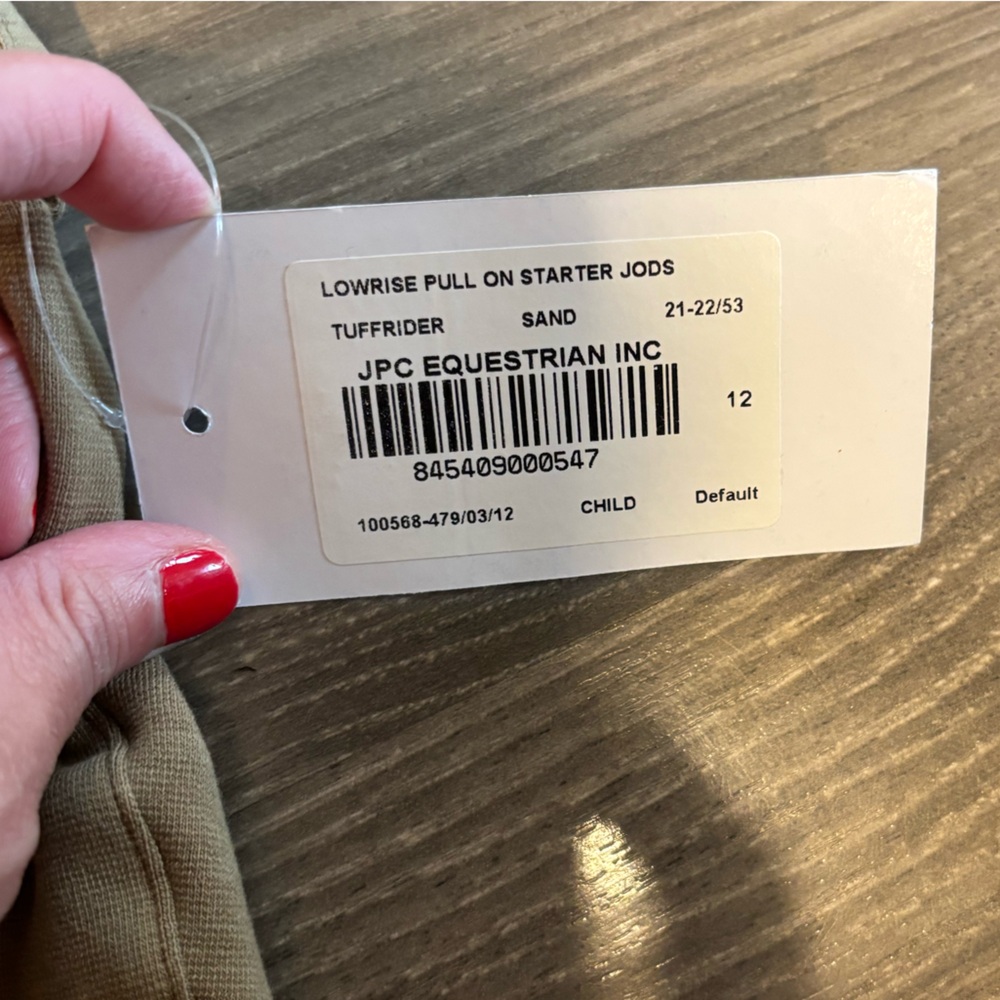 LOWRISE PULL ON STARTER JODS
TUFFRIDER SAND 21-22/53
JPC EQUESTRIAN INC
12
845409000547
100568-479/03/12 CHILD Default